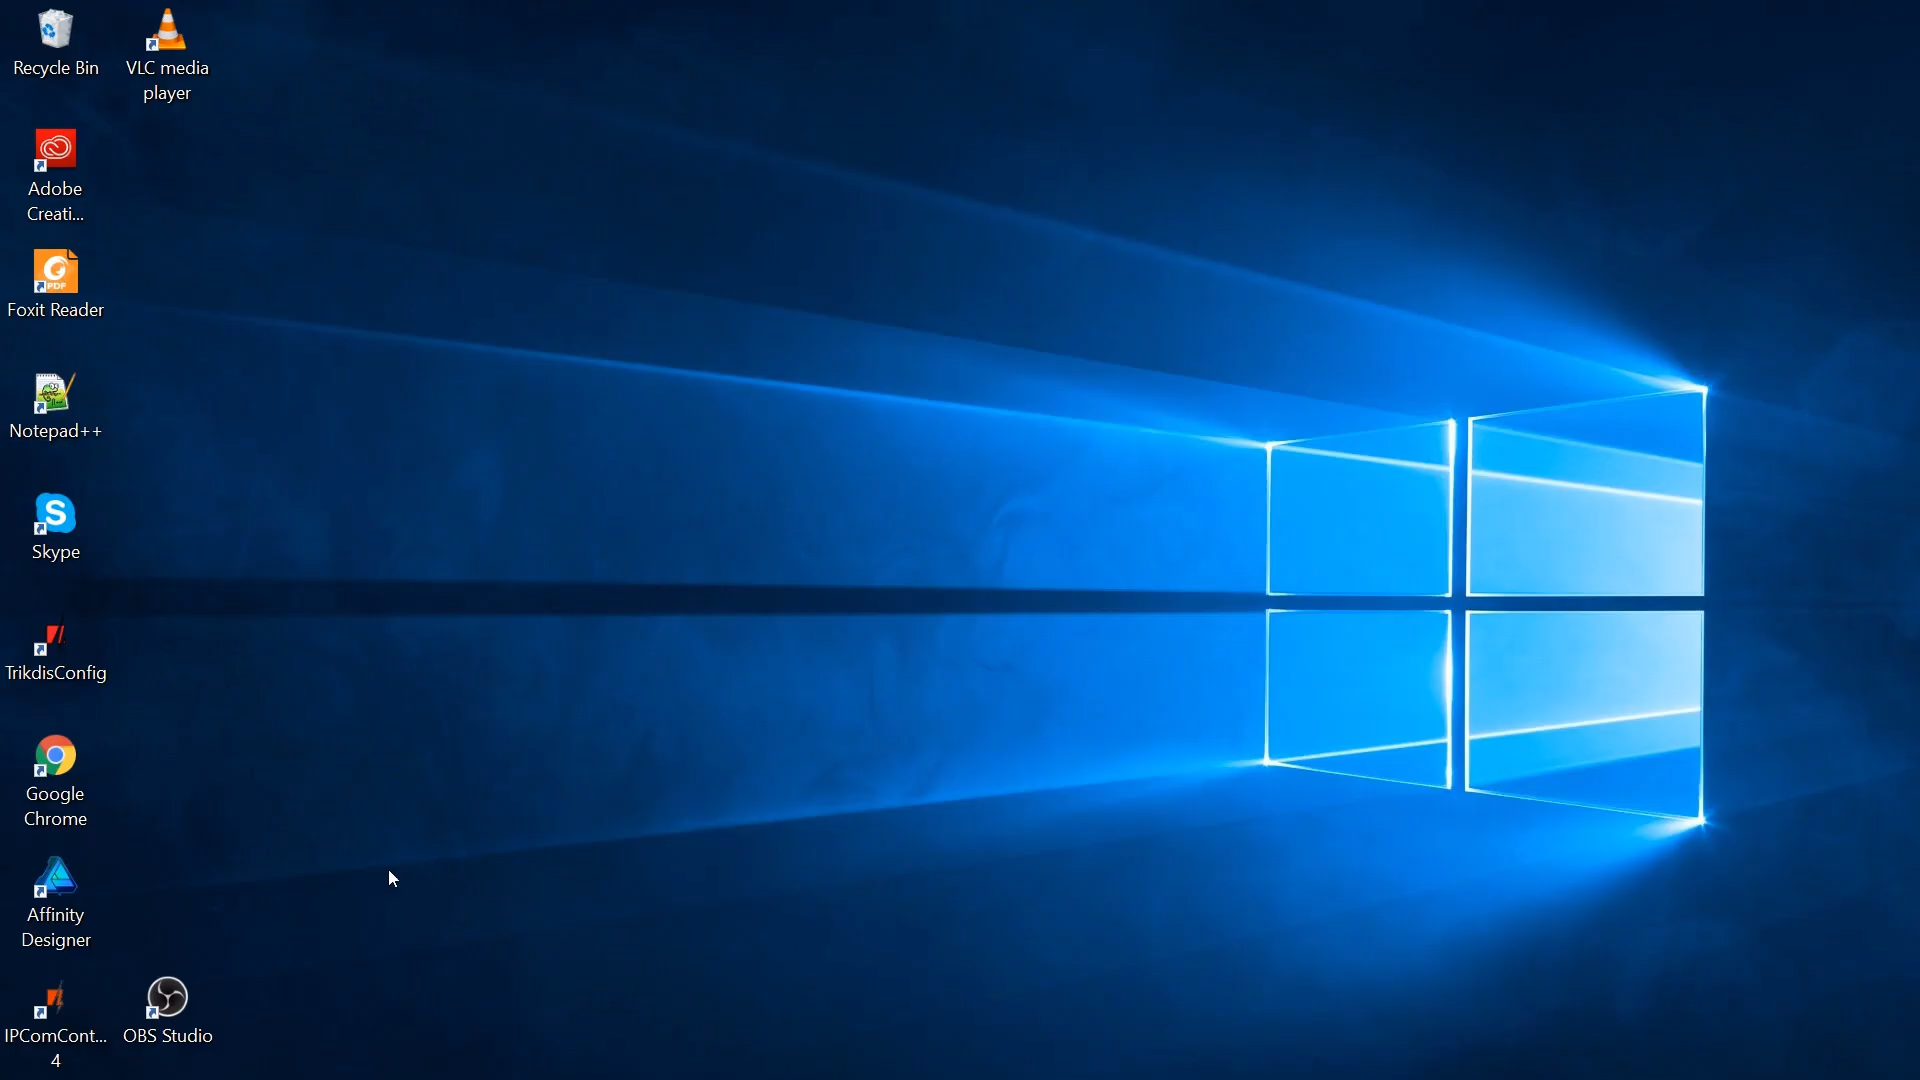 Recycle Bin
VLC media
player
Adobe
Creati...
PDF
Foxit Reader
Notepad++
S
Skype
TrikdisConfig
Google
Chrome
Affinity
Designer
IPComCont...
4
OBS Studio